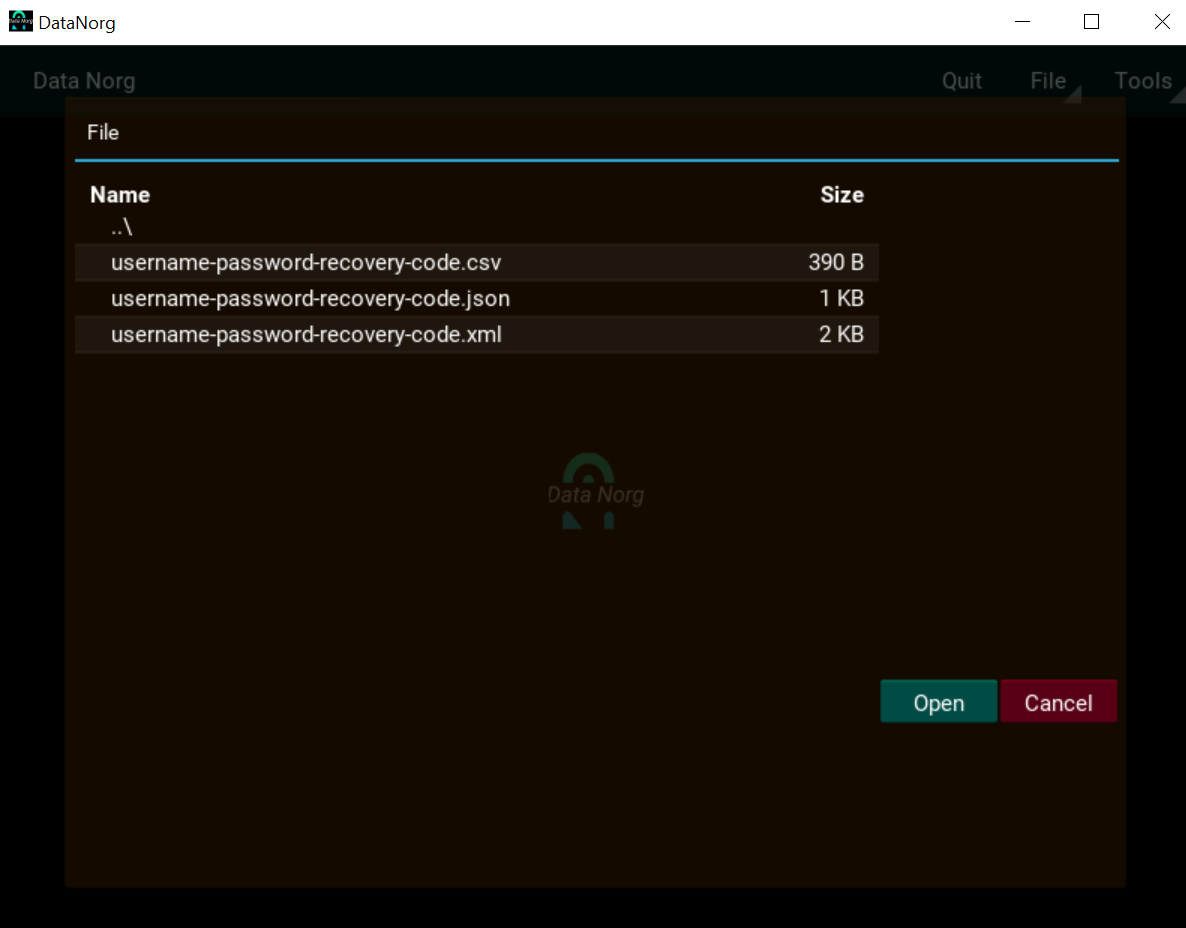 DataNorg
Data Norg Quit File Tools
File
Name Size
..\
username-password-recovery-code.csv 390 B
username-password-recovery-code.json 1 KB
username-password-recovery-code.xml 2 KB
Data Norg
Open Cancel